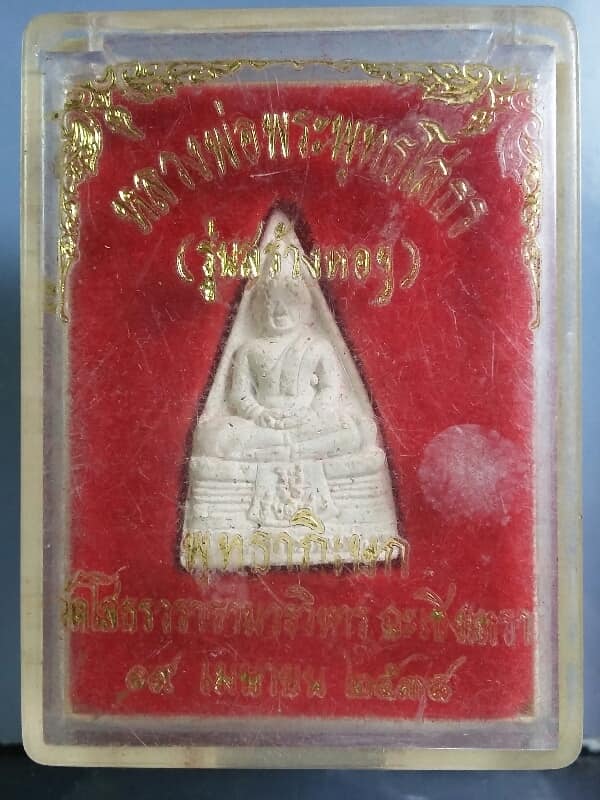 หลวงพ่อพระพุทธโสธร
(รุ่นสร้างหอฯ)
พุทธาภิเษก
วัดโสธรวรารามวรวิหาร ฉะเชิงเทรา
๑๙ เมษายน ๒๕๓๘